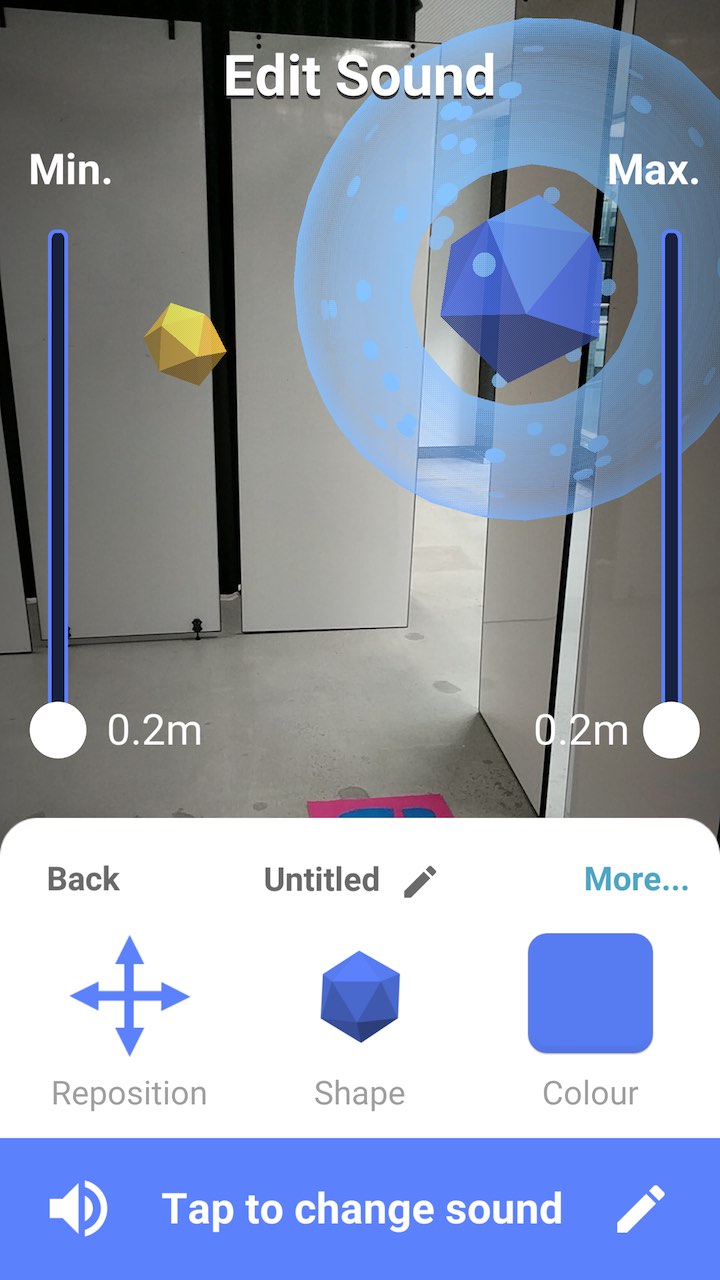 Edit Sound
Min.
Max.
0.2m
0.2m
Back
Untitled
More...
Reposition
Shape
Colour
Tap to change sound